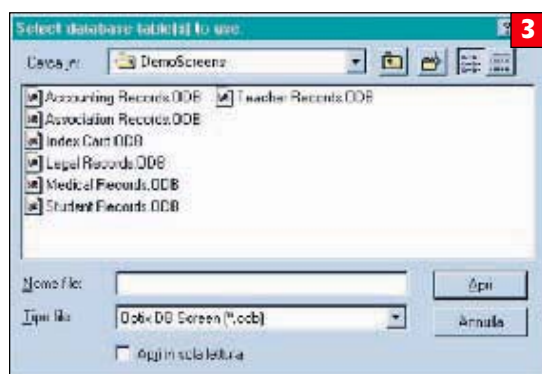 Select database table(s) to use.
?
3
Cerca in:
DemoScreens
Accounting Records.ODB
Teacher Records.ODB
Association Records.ODB
Index Card.ODB
Legal Records.ODB
Medical Records.ODB
Student Records.ODB
Nome file:
Apri
Tipo file:
Optix DB Screen (*.odb)
Annulla
Apri in sola lettura